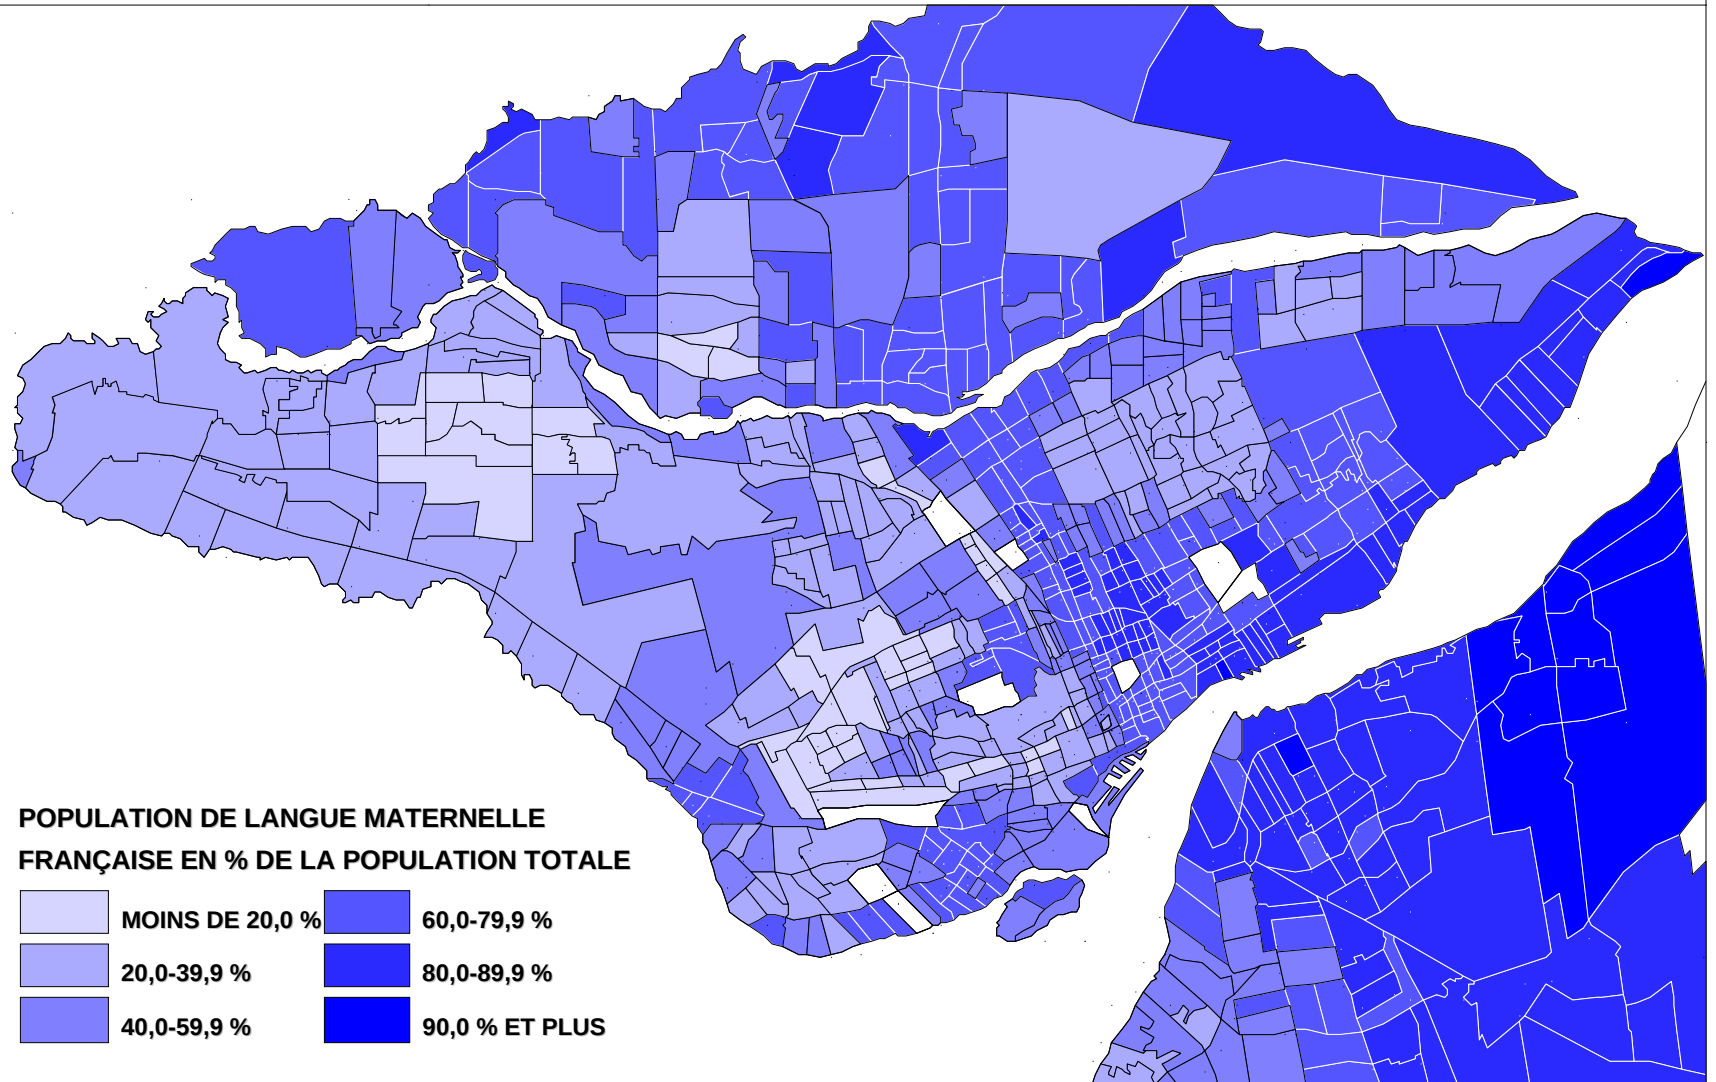 POPULATION DE LANGUE MATERNELLE
FRANÇAISE EN % DE LA POPULATION TOTALE
MOINS DE 20,0 %
20,0-39,9 %
40,0-59,9 %
60,0-79,9 %
80,0-89,9 %
90,0 % ET PLUS